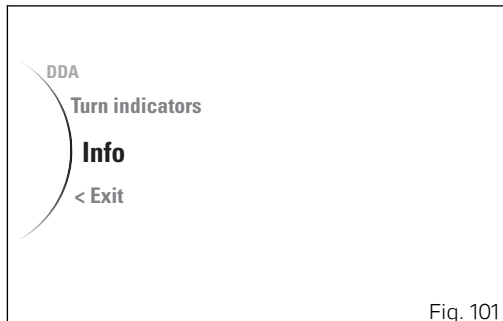 DDA
Turn indicators
Info
< Exit
Fig. 101